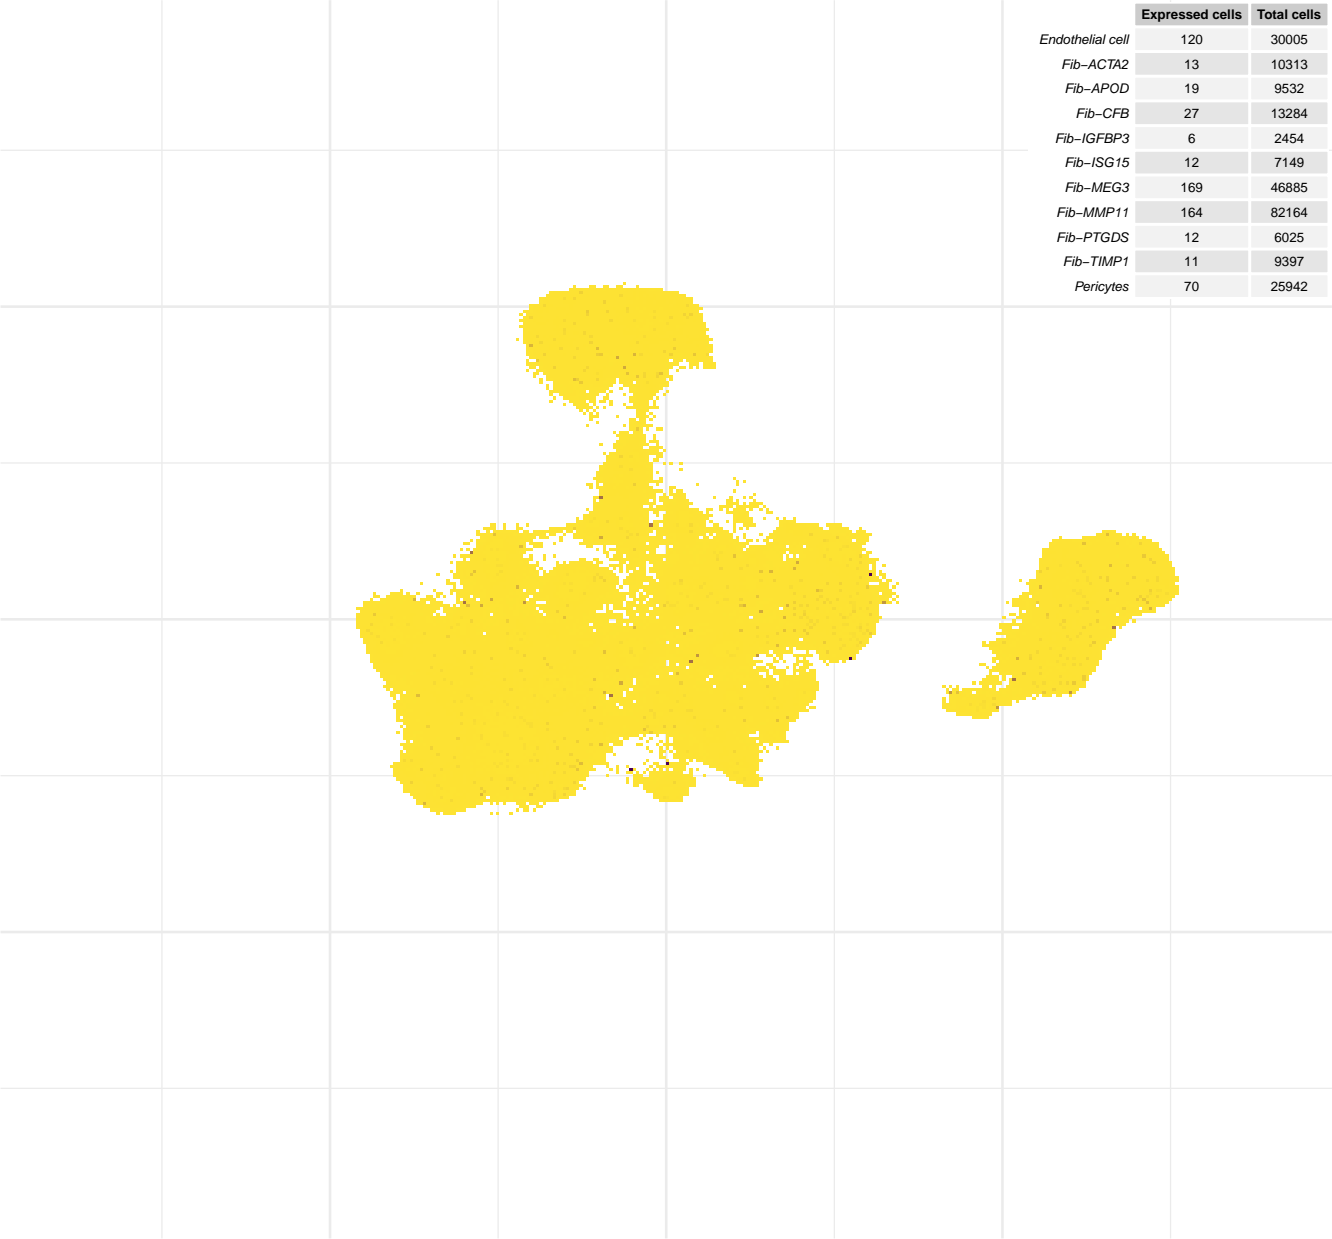 Expressed cells Total cells
Endothelial cell 120 30005
Fib−ACTA2 13 10313
Fib−APOD 19 9532
Fib−CFB 27 13284
Fib−IGFBP3 6 2454
Fib−ISG15 12 7149
Fib−MEG3 169 46885
Fib−MMP11 164 82164
Fib−PTGDS 12 6025
Fib−TIMP1 11 9397
Pericytes 70 25942